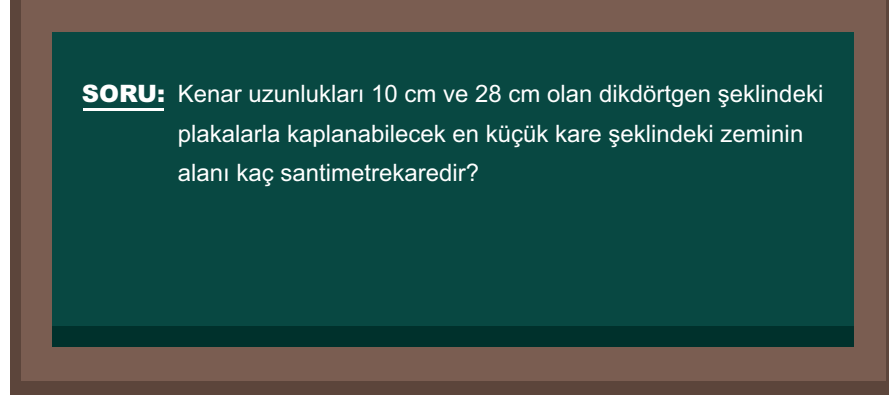 SORU: Kenar uzunlukları 10 cm ve 28 cm olan dikdörtgen şeklindeki
plakalarla kaplanabilecek en küçük kare şeklindeki zeminin
alanı kaç santimetrekaredir?